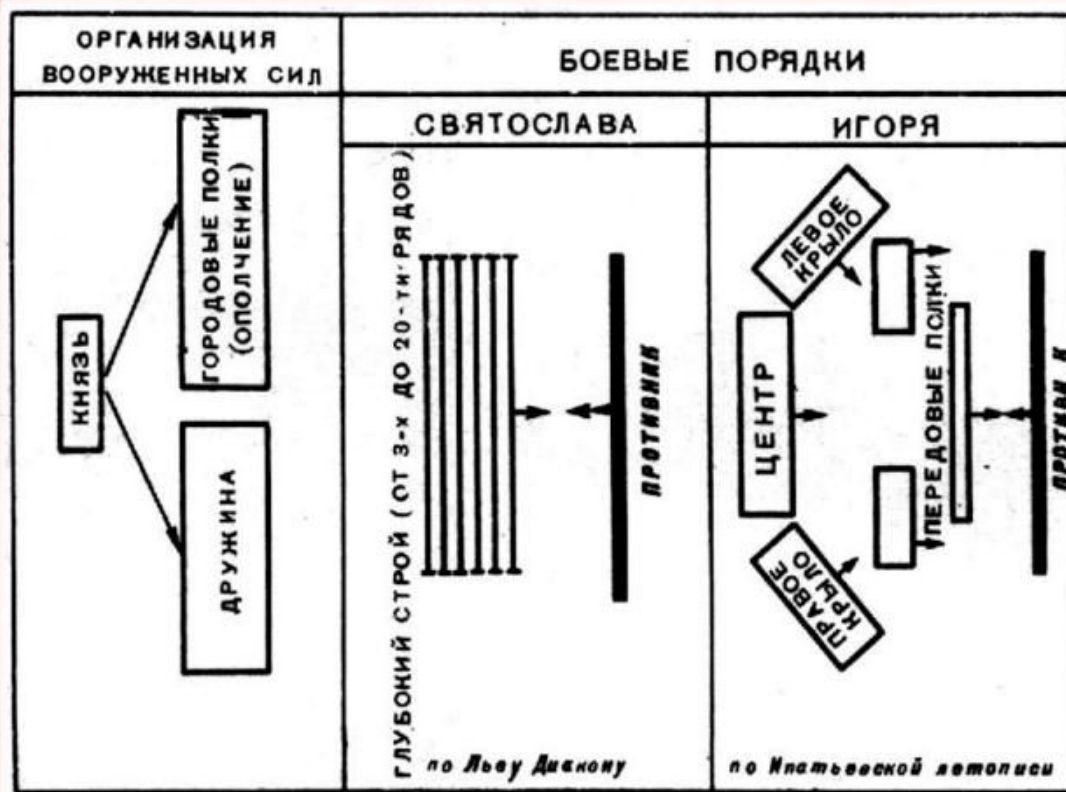 ОРГАНИЗАЦИЯ
ВООРУЖЕННЫХ СИЛ
БОЕВЫЕ ПОРЯДКИ
СВЯТОСЛАВА
ИГОРЯ
КНЯЗЬ
ГОРОДОВЫЕ ПОЛКИ
(ОПОЛЧЕНИЕ)
ДРУЖИНА
ГЛУБОКИЙ СТРОЙ (ОТ 3-х ДО 20-ти РЯДОВ)
ПРОТИВНИК
по Льву Диакону
ЛЕВОЕ
КРЫЛО
ЦЕНТР
ПРАВОЕ
КРЫЛО
ПЕРЕДОВЫЕ ПОЛКИ
ПРОТИВН К
по Ипатьевской летописи